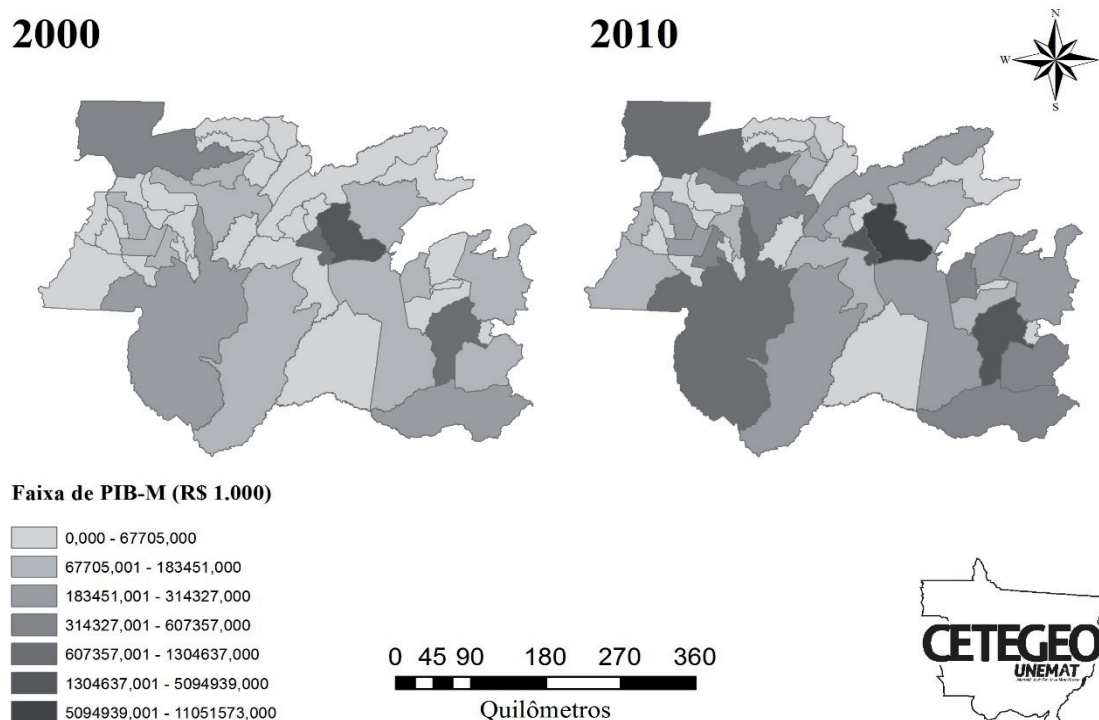 2000
2010
N
W
S
Faixa de PIB-M (R$ 1.000)
0,000 - 67705,000
67705,001 - 183451,000
183451,001 - 314327,000
314327,001 - 607357,000
607357,001 - 1304637,000
1304637,001 - 5094939,000
5094939,001 - 11051573,000
0 45 90 180 270 360
Quilômetros
CETEGEO
UNEMAT